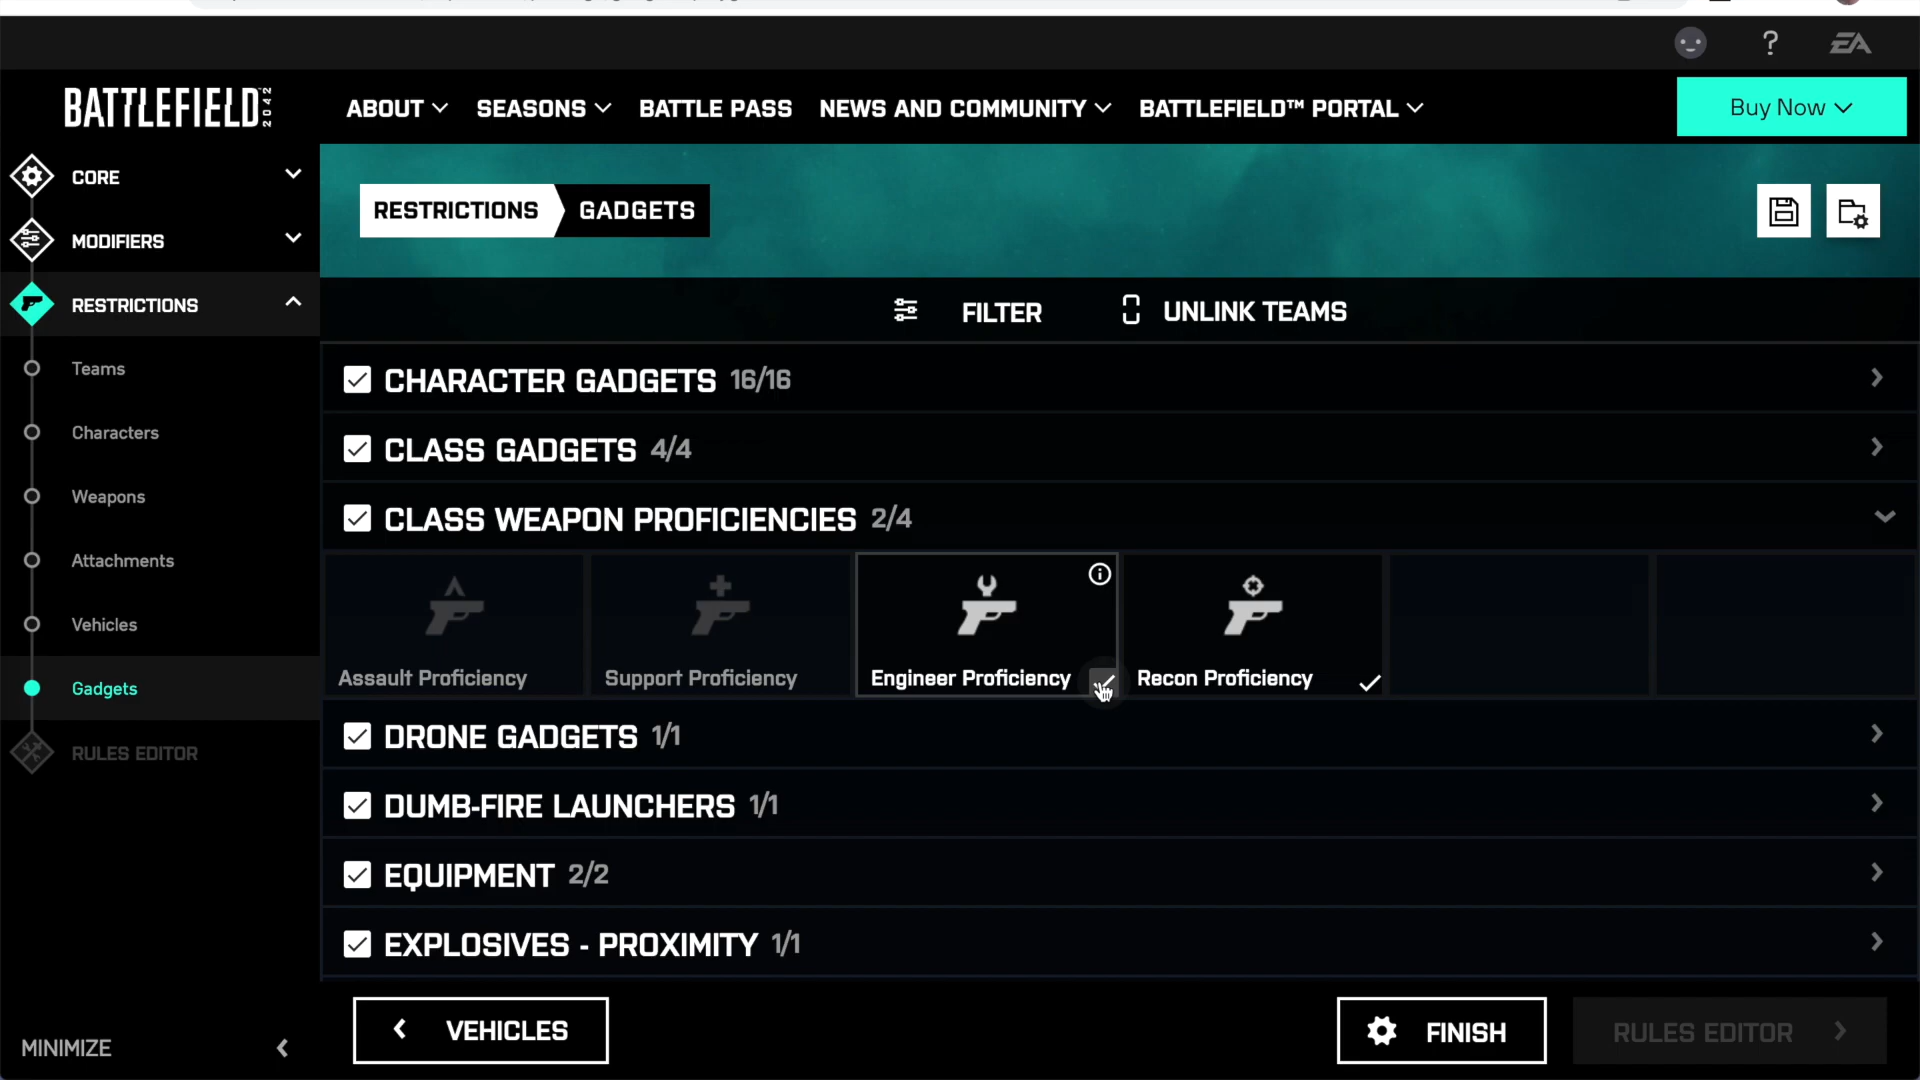 BATTLEFIELD 2042
ABOUT
SEASONS
BATTLE PASS
NEWS AND COMMUNITY
BATTLEFIELD™ PORTAL
Buy Now
?
EA
CORE
MODIFIERS
RESTRICTIONS
Teams
Characters
Weapons
Attachments
Vehicles
Gadgets
RULES EDITOR
MINIMIZE
RESTRICTIONS
GADGETS
FILTER
UNLINK TEAMS
CHARACTER GADGETS 16/16
CLASS GADGETS 4/4
CLASS WEAPON PROFICIENCIES 2/4
Assault Proficiency
Support Proficiency
Engineer Proficiency
Recon Proficiency
DRONE GADGETS 1/1
DUMB-FIRE LAUNCHERS 1/1
EQUIPMENT 2/2
EXPLOSIVES - PROXIMITY 1/1
VEHICLES
FINISH
RULES EDITOR